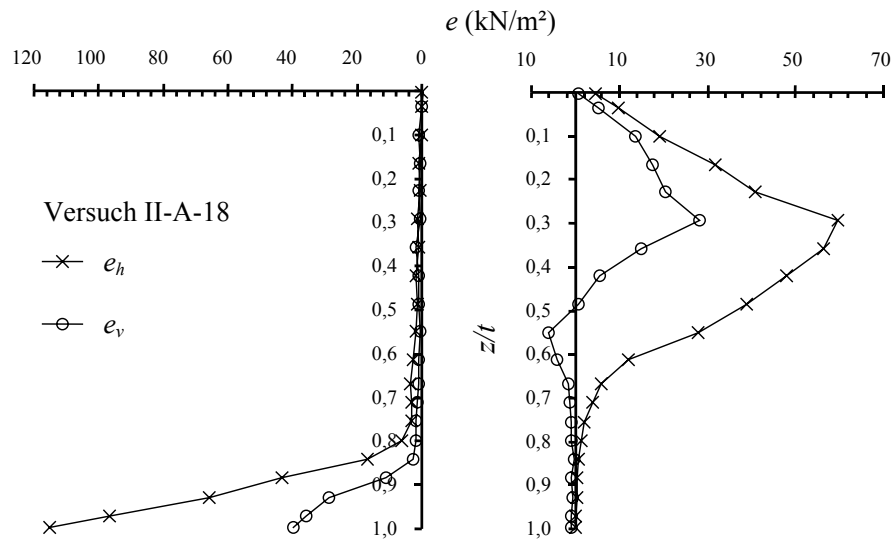 e (kN/m²)
120 100 80 60 40 20 0
10 10 30 50 70
0,1 0,1
0,2 0,2
Versuch II-A-18
0,3 0,3
e_h
0,4 0,4
0,5 0,5
e_v
z/t
0,6 0,6
0,7 0,7
0,8 0,8
0,9 0,9
1,0 1,0